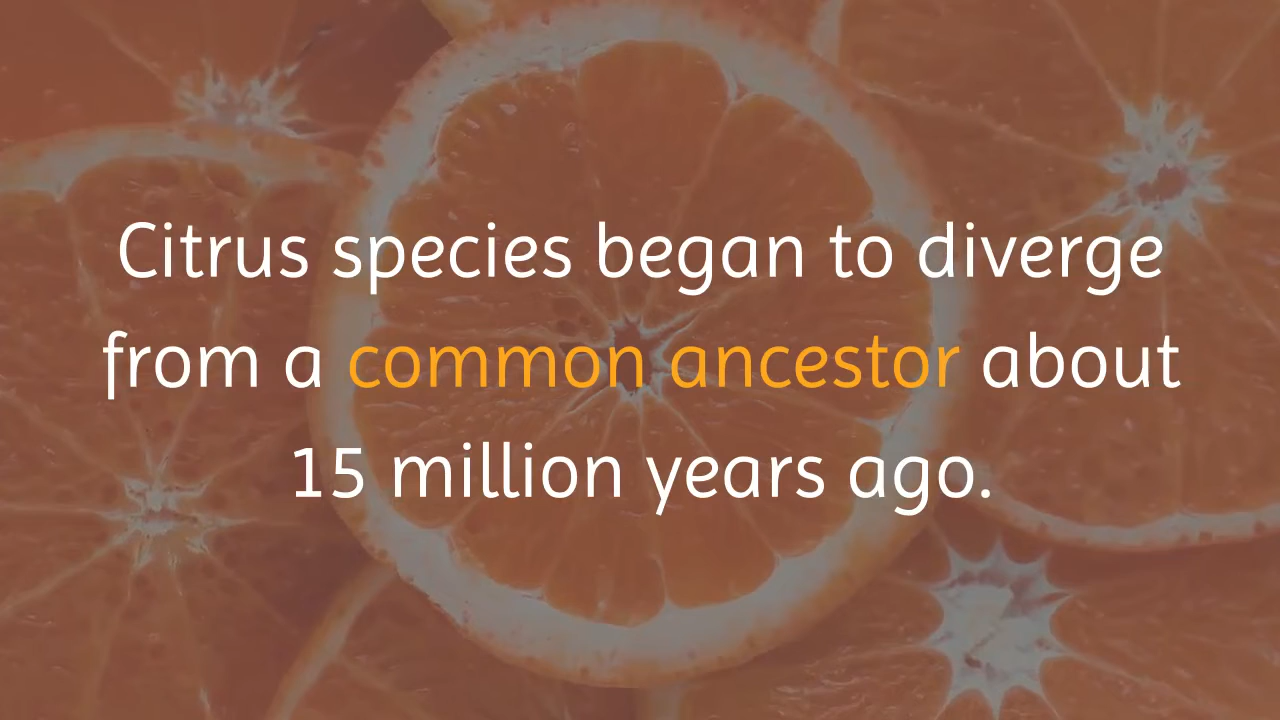 Citrus species began to diverge
from a common ancestor about
15 million years ago.